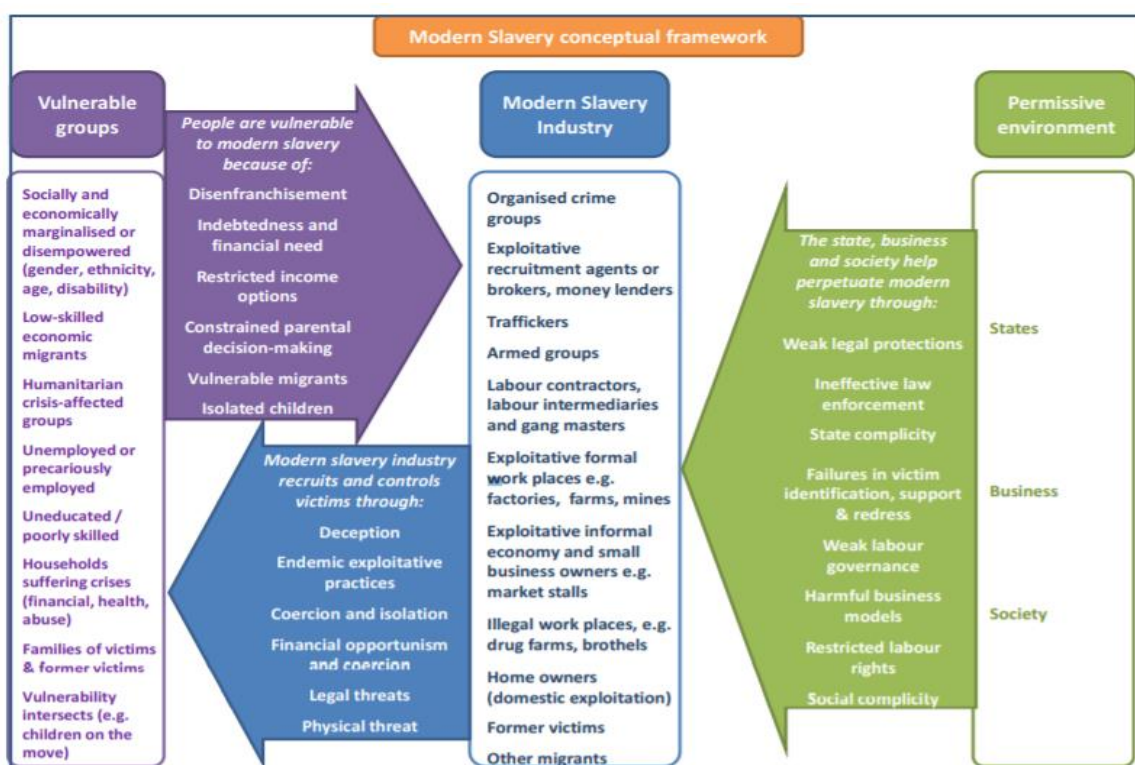 Modern Slavery conceptual framework
Vulnerable
groups
Socially and
economically
marginalised or
disempowered
(gender, ethnicity,
age, disability)
Low-skilled
economic
migrants
Humanitarian
crisis-affected
groups
Unemployed or
precariously
employed
Uneducated /
poorly skilled
Households
suffering crises
(financial, health,
abuse)
Families of victims
& former victims
Vulnerability
intersects (e.g.
children on the
move)
People are vulnerable
to modern slavery
because of:
Disenfranchisement
Indebtedness and
financial need
Restricted income
options
Constrained parental
decision-making
Vulnerable migrants
Isolated children
Modern slavery industry
recruits and controls
victims through:
Deception
Endemic exploitative
practices
Coercion and isolation
Financial opportunism
and coercion
Legal threats
Physical threat
Modern Slavery
Industry
Organised crime
groups
Exploitative
recruitment agents or
brokers, money lenders
Traffickers
Armed groups
Labour contractors,
labour intermediaries
and gang masters
Exploitative formal
work places e.g.
factories, farms, mines
Exploitative informal
economy and small
business owners e.g.
market stalls
Illegal work places, e.g.
drug farms, brothels
Home owners
(domestic exploitation)
Former victims
Other migrants
The state, business
and society help
perpetuate modern
slavery through:
Weak legal protections
Ineffective law
enforcement
State complicity
Failures in victim
identification, support
& redress
Weak labour
governance
Harmful business
models
Restricted labour
rights
Social complicity
Permissive
environment
States
Business
Society